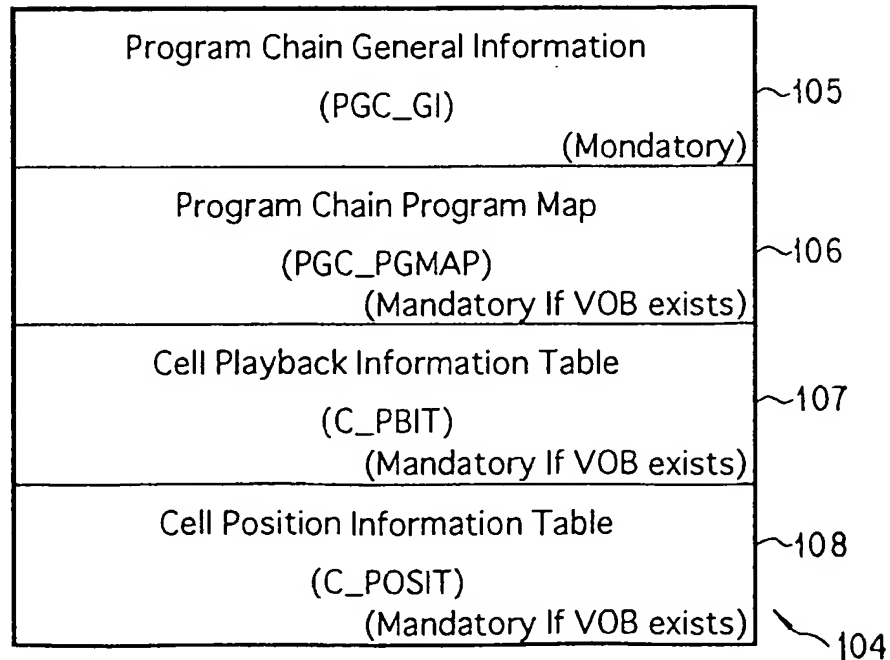 Program Chain General Information
(PGC_GI)
105
(Mondatory)
Program Chain Program Map
(PGC_PGMAP)
106
(Mandatory If VOB exists)
Cell Playback Information Table
(C_PBIT)
107
(Mandatory If VOB exists)
Cell Position Information Table
108
(C_POSIT)
(Mandatory If VOB exists)
104